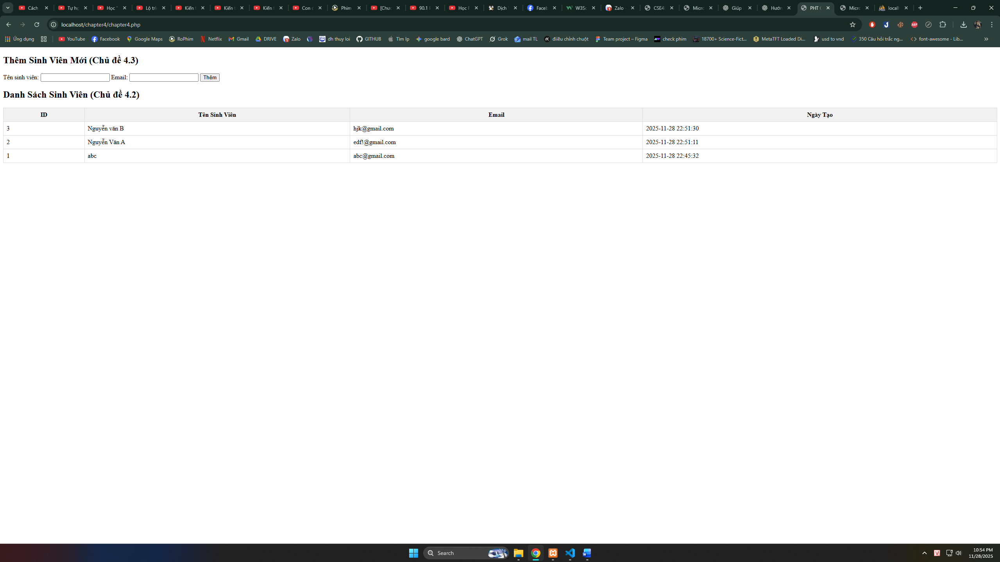 Cách
Tự họ
Học "
Lộ trì
Kiến t
Kiến t
Kiến t
Con đ
Phim
[Chươ
90.1 P
Học P
Dịch V
Faceb
W3Sc
Zalo
CSE48
Micro
Giúp
Hướn
PHT C
Micro
localh
localhost/chapter4/chapter4.php
Ứng dụng
YouTube
Facebook
Google Maps
RoPhim
Netflix
Gmail
DRIVE
Zalo
dh thuy loi
GITHUB
Tìm Ip
google bard
ChatGPT
Grok
mail TL
điiều chỉnh chuột
Team project – Figma
check phim
18700+ Science-Fict...
MetaTFT Loaded Di...
usd to vnd
350 Câu hỏi trắc ng...
font-awesome - Lib...
Thêm Sinh Viên Mới (Chủ đề 4.3)
Tên sinh viên: Email: Thêm
Danh Sách Sinh Viên (Chủ đề 4.2)
ID Tên Sinh Viên Email Ngày Tạo
3 Nguyễn văn B hjk@gmail.com 2025-11-28 22:51:30
2 Nguyễn Văn A edf!@gmail.com 2025-11-28 22:51:11
1 abc abc@gmail.com 2025-11-28 22:45:32
Search
10:54 PM
11/28/2025